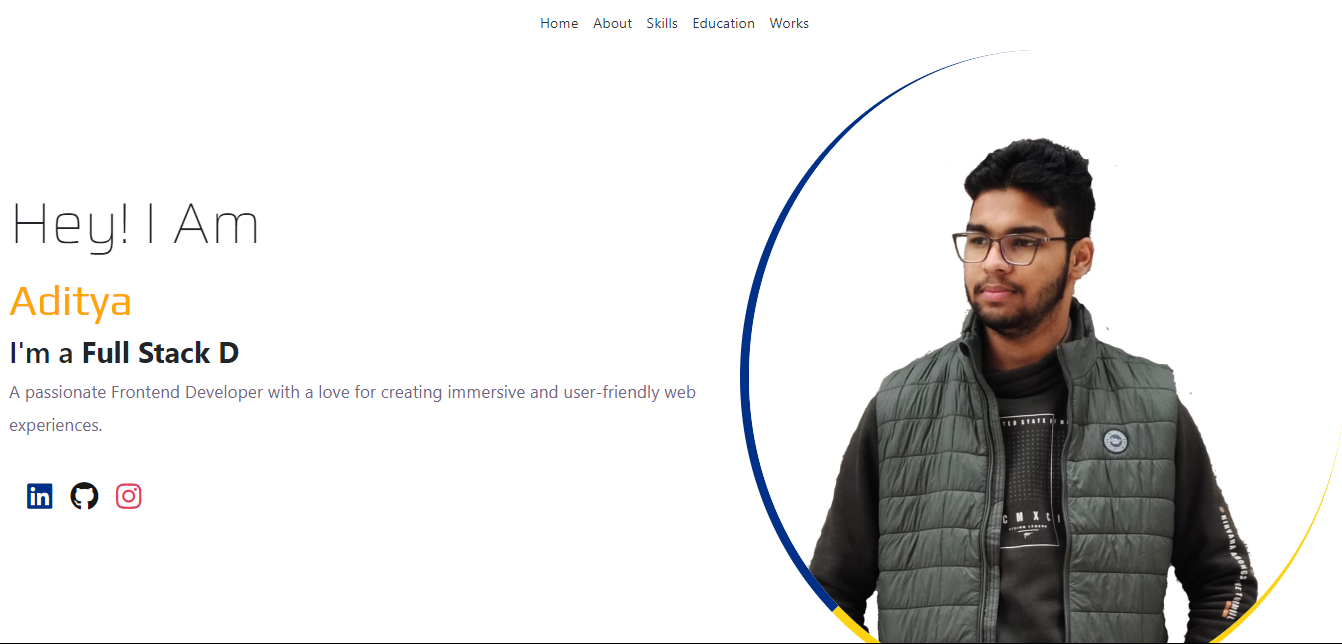 Home About Skills Education Works
Hey! I Am
Aditya
I'm a Full Stack D
A passionate Frontend Developer with a love for creating immersive and user-friendly web
experiences.
in
CMXCI